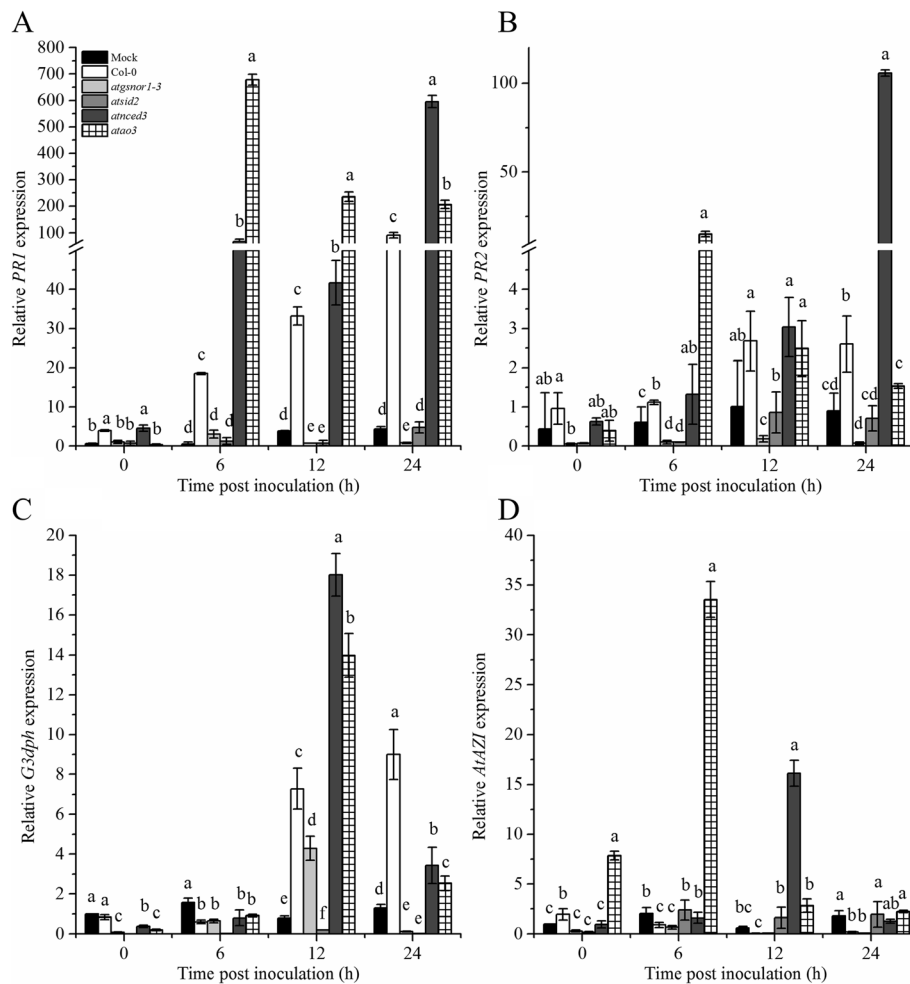 A
Relative PR1 expression
800
700
600
500
400
300
200
100
40
30
20
10
0
Mock
Col-0
atgsnor1-3
atsid2
atnced3
atao3
b a bb a b
d c d d b a
d c e e b a
d c e d a b
0 6 12 24
Time post inoculation (h)
B
Relative PR2 expression
100
50
5
4
3
2
1
0
ab a b ab
c b d d ab a
ab a c b a a
cd b d cd a c
0 6 12 24
Time post inoculation (h)
C
Relative G3dph expression
20
18
16
14
12
10
8
6
4
2
0
a a c b c
a b b b b
e c d f a b
d a e e b c
0 6 12 24
Time post inoculation (h)
D
Relative AtAZI expression
40
35
30
25
20
15
10
5
0
c b c c c a
b c c b b a
bc c b a b
a bb a ab a
0 6 12 24
Time post inoculation (h)